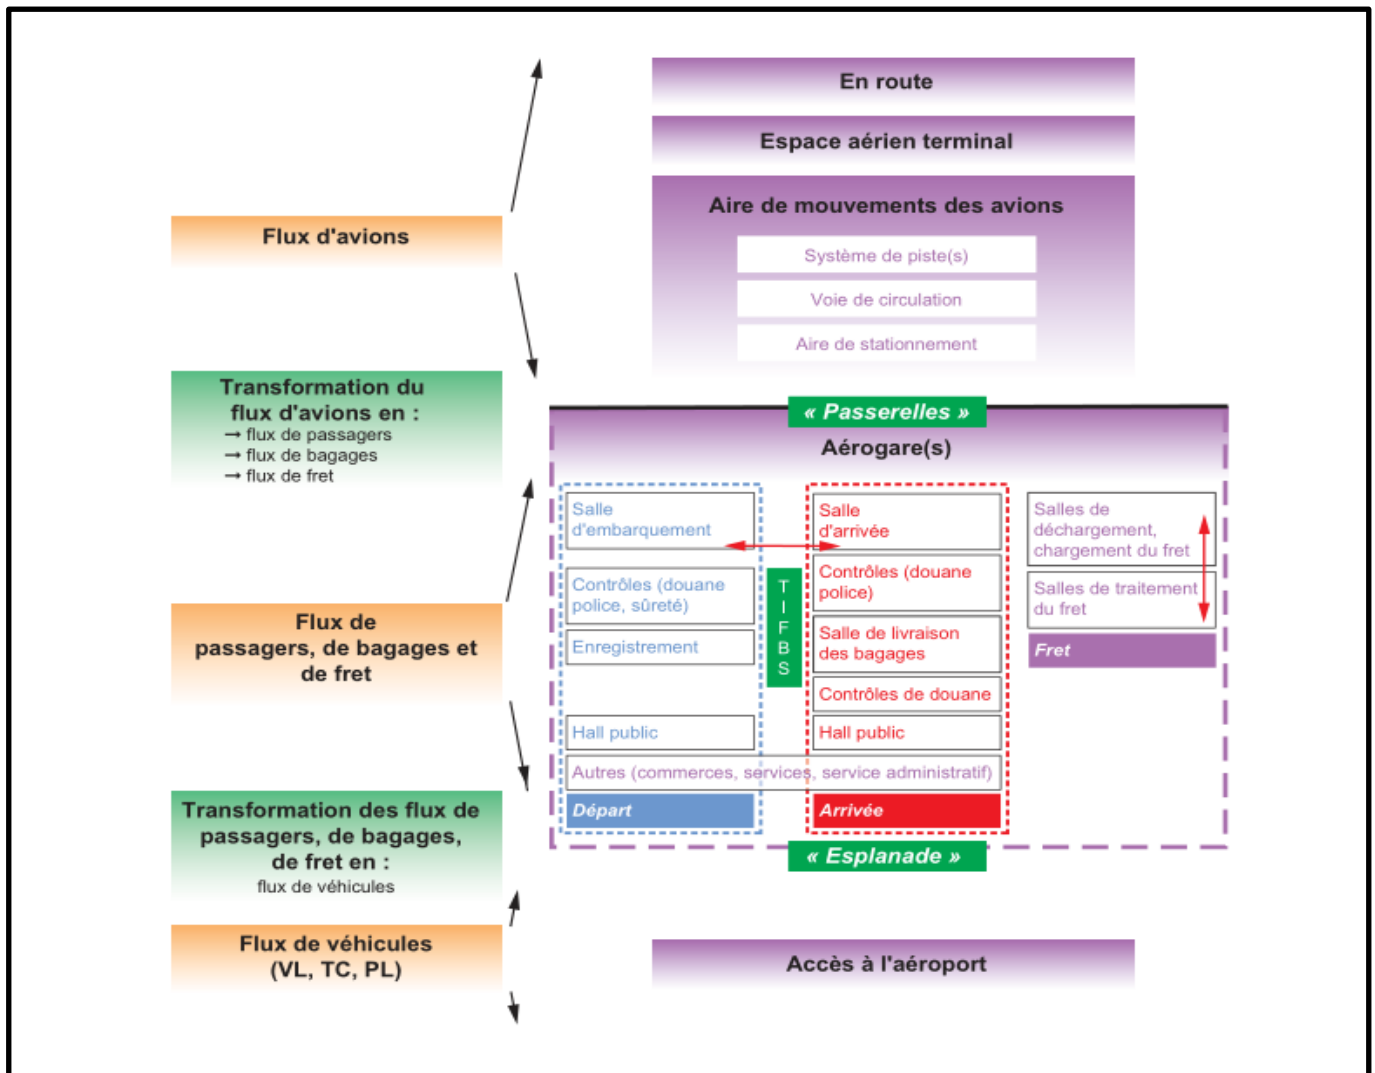 En route
Espace aérien terminal
Flux d'avions
Aire de mouvements des avions
Système de piste(s)
Voie de circulation
Aire de stationnement
Transformation du
flux d'avions en :
→ flux de passagers
→ flux de bagages
→ flux de fret
« Passerelles »
Aérogare(s)
Salle
d'embarquement
Contrôles (douane
police, sûreté)
Enregistrement
Hall public
TIFBS
Salle
d'arrivée
Contrôles (douane
police)
Salle de livraison
des bagages
Contrôles de douane
Hall public
Autres (commerces, services, service administratif)
Départ
Arrivée
Salles de
déchargement,
chargement du fret
Salles de traitement
du fret
Fret
Flux de
passagers, de bagages et
de fret
Transformation des flux de
passagers, de bagages,
de fret en :
flux de véhicules
« Esplanade »
Flux de véhicules
(VL, TC, PL)
Accès à l'aéroport